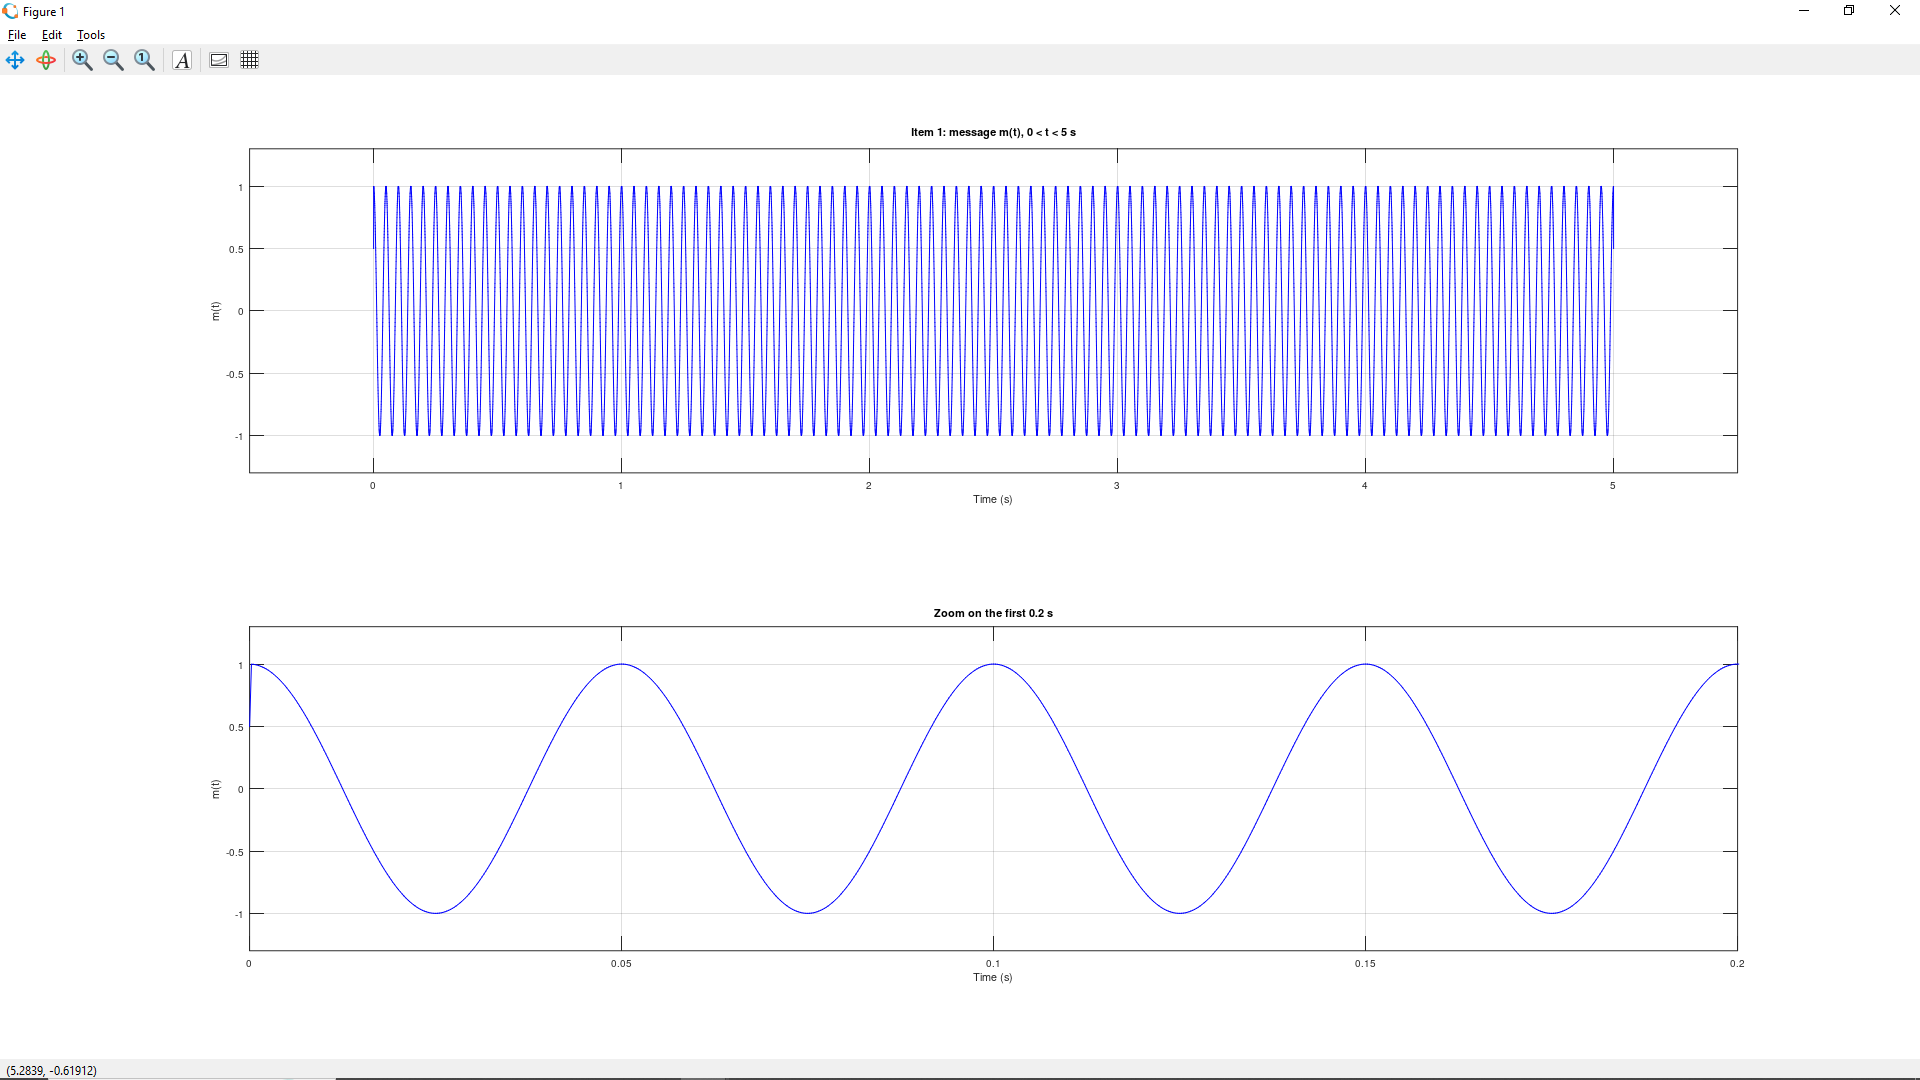 Figure 1
File Edit Tools
Item 1: message m(t), 0 < t < 5 s
1
0.5
0
-0.5
-1
m(t)
0 1 2 3 4 5
Time (s)
Zoom on the first 0.2 s
1
0.5
0
-0.5
-1
m(t)
0 0.05 0.1 0.15 0.2
Time (s)
(5.2839, -0.61912)